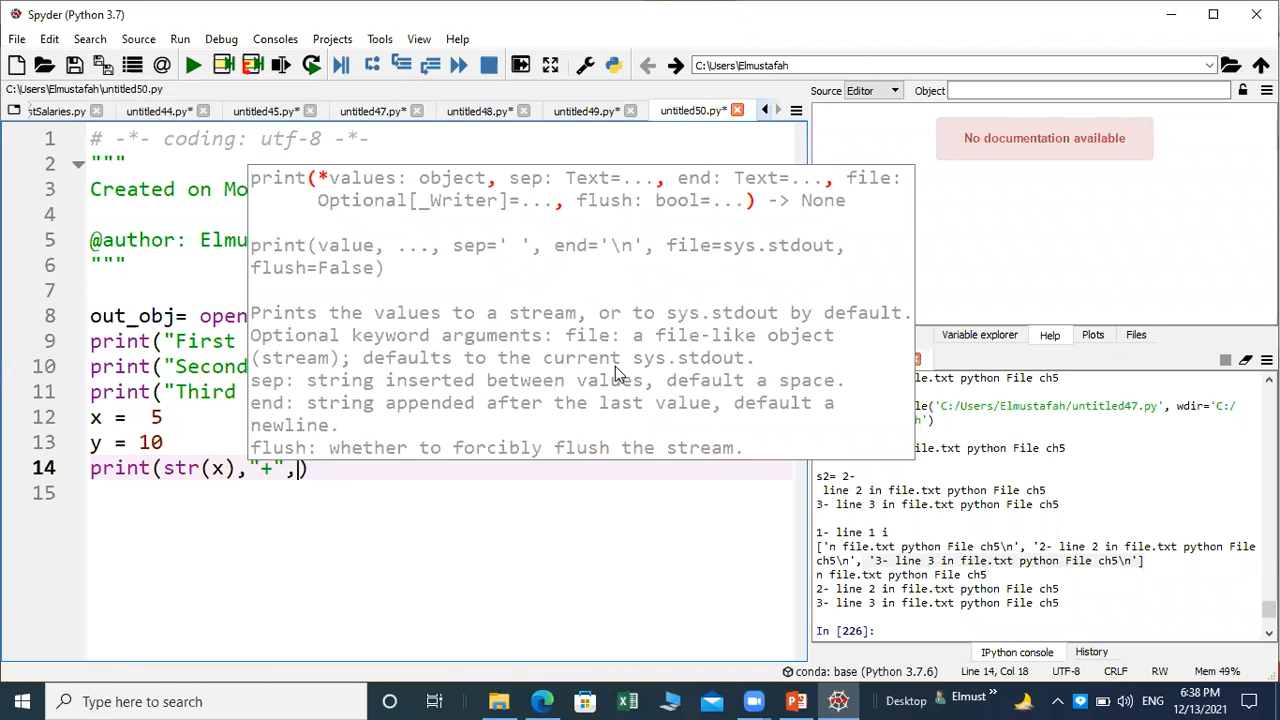 Spyder (Python 3.7)
File Edit Search Source Run Debug Consoles Projects Tools View Help
C:\Users\Elmustafah
C:\Users\Elmustafah\untitled50.py
Source Editor Object
tSalaries.py untitled44.py* untitled45.py* untitled47.py* untitled48.py* untitled49.py* untitled50.py*
No documentation available
1 # -*- coding: utf-8 -*-
2 """
3 Created on Mo
4
5 @author: Elmust
6 """
7
8 out_obj= open
9 print("First
10 print("Second
11 print("Third
12 x =  5
13 y = 10
14 print(str(x),"+",)
15
print(*values: object, sep: Text=..., end: Text=..., file:
Optional[_Writer]=..., flush: bool=...) -> None
print(value, ..., sep=' ', end='\n', file=sys.stdout,
flush=False)
Prints the values to a stream, or to sys.stdout by default.
Optional keyword arguments: file: a file-like object
(stream); defaults to the current sys.stdout.
sep: string inserted between values, default a space.
end: string appended after the last value, default a
newline.
flush: whether to forcibly flush the stream.
Variable explorer Help Plots Files
file.txt python File ch5
le('C:/Users/Elmustafah/untitled47.py', wdir='C:/
h')
file.txt python File ch5
s2= 2-
line 2 in file.txt python File ch5
3- line 3 in file.txt python File ch5
1- line 1 i
['n file.txt python File ch5\n', '2- line 2 in file.txt python File
ch5\n', '3- line 3 in file.txt python File ch5\n']
n file.txt python File ch5
2- line 2 in file.txt python File ch5
3- line 3 in file.txt python File ch5
In [226]:
IPython console History
conda: base (Python 3.7.6) Line 14, Col 18 UTF-8 CRLF RW Mem 49%
Type here to search
Desktop Elmust » ENG 6:38 PM
12/13/2021